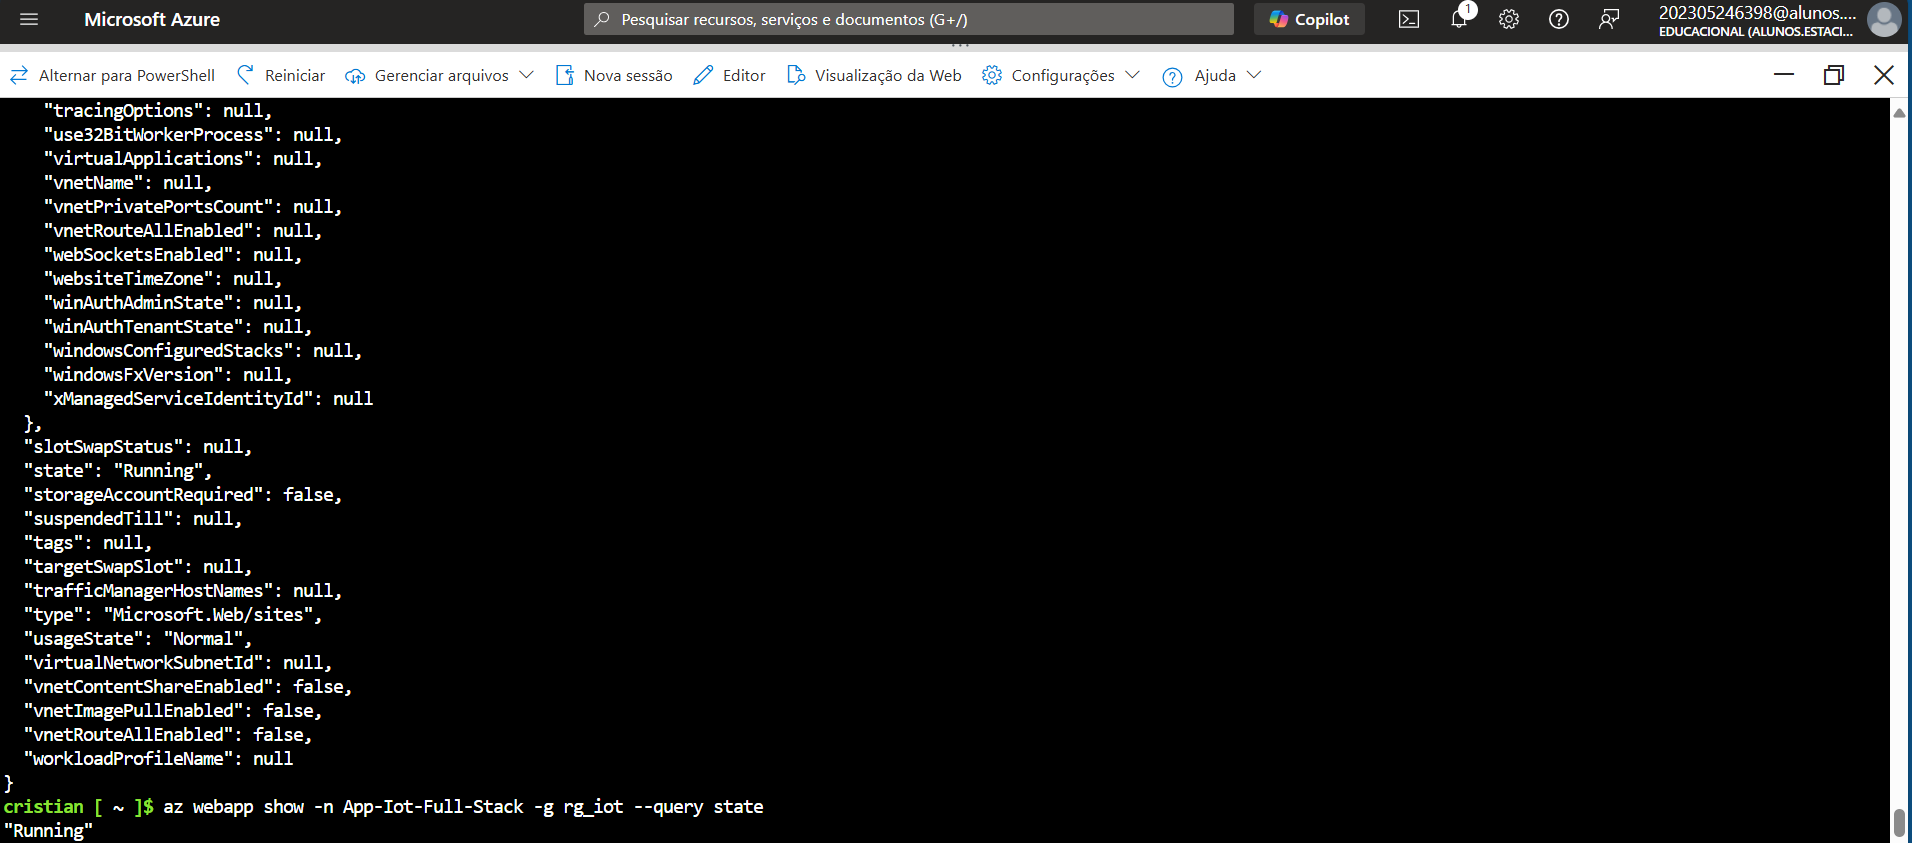 Microsoft Azure
Pesquisar recursos, serviços e documentos (G+/)
Copilot
1
202305246398@alunos....
EDUCACIONAL (ALUNOS.ESTACI...
Alternar para PowerShell
Reiniciar
Gerenciar arquivos
Nova sessão
Editor
Visualização da Web
Configurações
Ajuda
"tracingOptions": null,
"use32BitWorkerProcess": null,
"virtualApplications": null,
"vnetName": null,
"vnetPrivatePortsCount": null,
"vnetRouteAllEnabled": null,
"webSocketsEnabled": null,
"websiteTimeZone": null,
"winAuthAdminState": null,
"winAuthTenantState": null,
"windowsConfiguredStacks": null,
"windowsFxVersion": null,
"xManagedServiceIdentityId": null
},
"slotSwapStatus": null,
"state": "Running",
"storageAccountRequired": false,
"suspendedTill": null,
"tags": null,
"targetSwapSlot": null,
"trafficManagerHostNames": null,
"type": "Microsoft.Web/sites",
"usageState": "Normal",
"virtualNetworkSubnetId": null,
"vnetContentShareEnabled": false,
"vnetImagePullEnabled": false,
"vnetRouteAllEnabled": false,
"workloadProfileName": null
}
cristian [ ~ ]$ az webapp show -n App-Iot-Full-Stack -g rg_iot --query state
"Running"